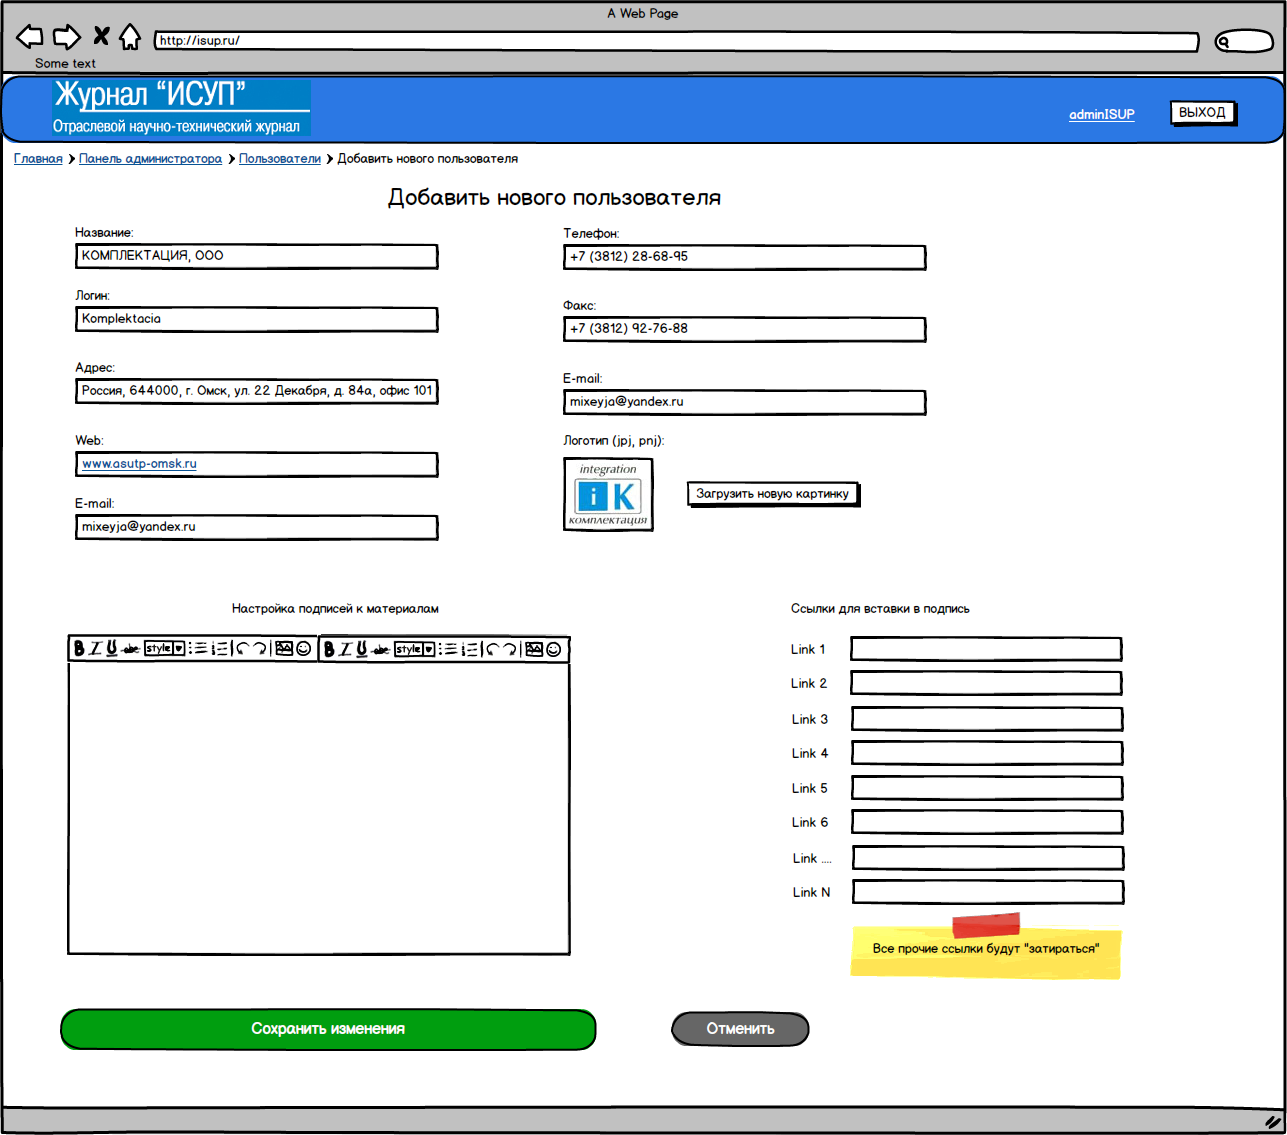 A Web Page
http://isup.ru/
Some text
Журнал “ИСУП”
Отраслевой научно-технический журнал
adminISUP
ВЫХОД
Главная Панель администратора Пользователи Добавить нового пользователя
Добавить нового пользователя
Название:
КОМПЛЕКТАЦИЯ, ООО
Логин:
Komplektacia
Адрес:
Россия, 644000, г. Омск, ул. 22 Декабря, д. 84а, офис 101
Web:
www.asutp-omsk.ru
E-mail:
mixeyja@yandex.ru
Телефон:
+7 (3812) 28-68-95
Факс:
+7 (3812) 92-76-88
E-mail:
mixeyja@yandex.ru
Логотип (jpj, pnj):
integration
iK
комплектация
Загрузить новую картинку
Настройка подписей к материалам
B I U abc style B I U abc style
Ссылки для вставки в подпись
Link 1
Link 2
Link 3
Link 4
Link 5
Link 6
Link ....
Link N
Все прочие ссылки будут "затираться"
Сохранить изменения
Отменить